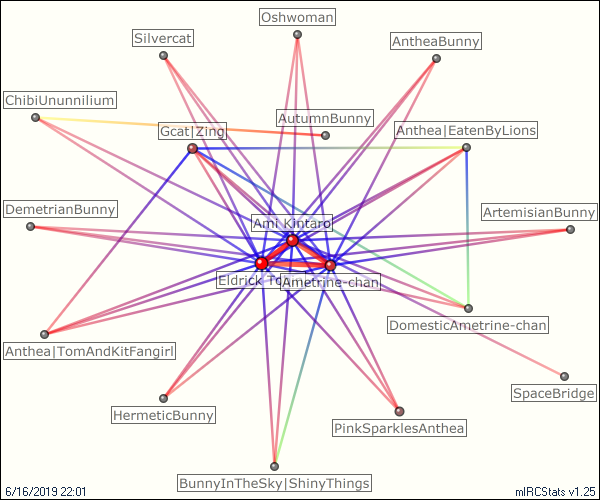 Oshwoman
Silvercat
AntheaBunny
ChibiUnunnilium
AutumnBunny
Gcat|Zing
Anthea|EatenByLions
DemetrianBunny
ArtemisianBunny
Ami Kintaro
Eldrick
Ametrine-chan
DomesticAmetrine-chan
Anthea|TomAndKitFangirl
SpaceBridge
HermeticBunny
PinkSparklesAnthea
BunnyInTheSky|ShinyThings
6/16/2019 22:01
mIRCStats v1.25